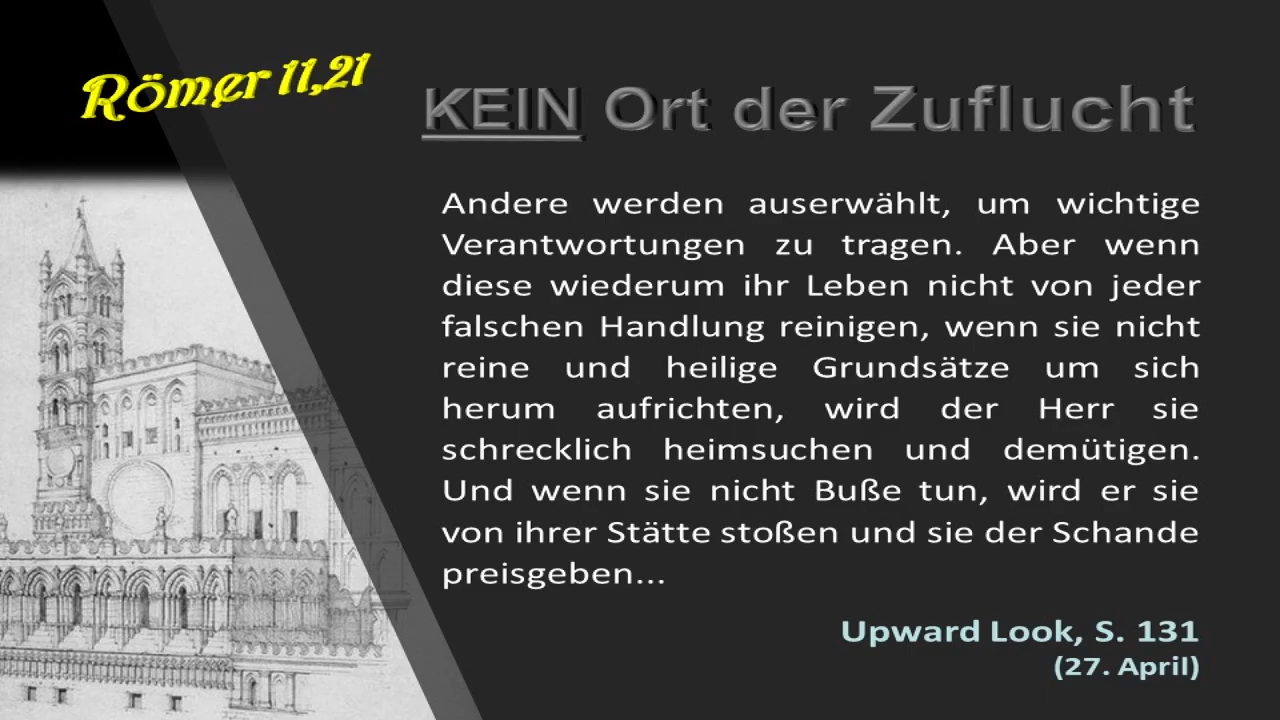 Römer 11,21
KEIN Ort der Zuflucht
Andere werden auserwählt, um wichtige
Verantwortungen zu tragen. Aber wenn
diese wiederum ihr Leben nicht von jeder
falschen Handlung reinigen, wenn sie nicht
reine und heilige Grundsätze um sich
herum aufrichten, wird der Herr sie
schrecklich heimsuchen und demütigen.
Und wenn sie nicht Buße tun, wird er sie
von ihrer Stätte stoßen und sie der Schande
preisgeben...
Upward Look, S. 131
(27. April)